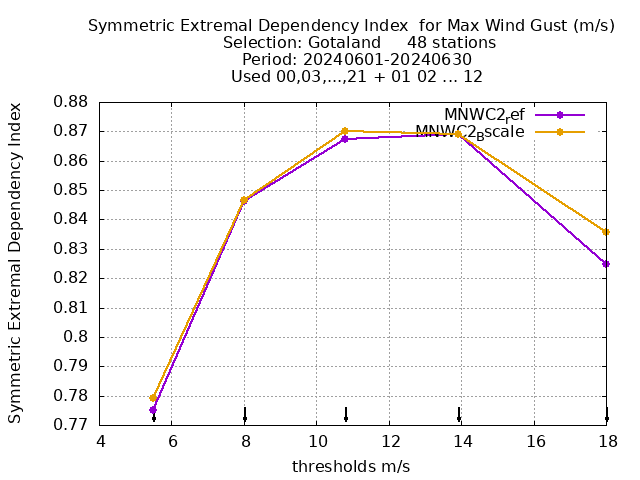 Symmetric Extremal Dependency Index  for Max Wind Gust (m/s)
Selection: Gotaland     48 stations
Period: 20240601-20240630
Used 00,03,...,21 + 01 02 ... 12
Symmetric Extremal Dependency Index
0.88
0.87
0.86
0.85
0.84
0.83
0.82
0.81
0.8
0.79
0.78
0.77
MNWC2ref
MNWC2Bscale
4 6 8 10 12 14 16 18
thresholds m/s